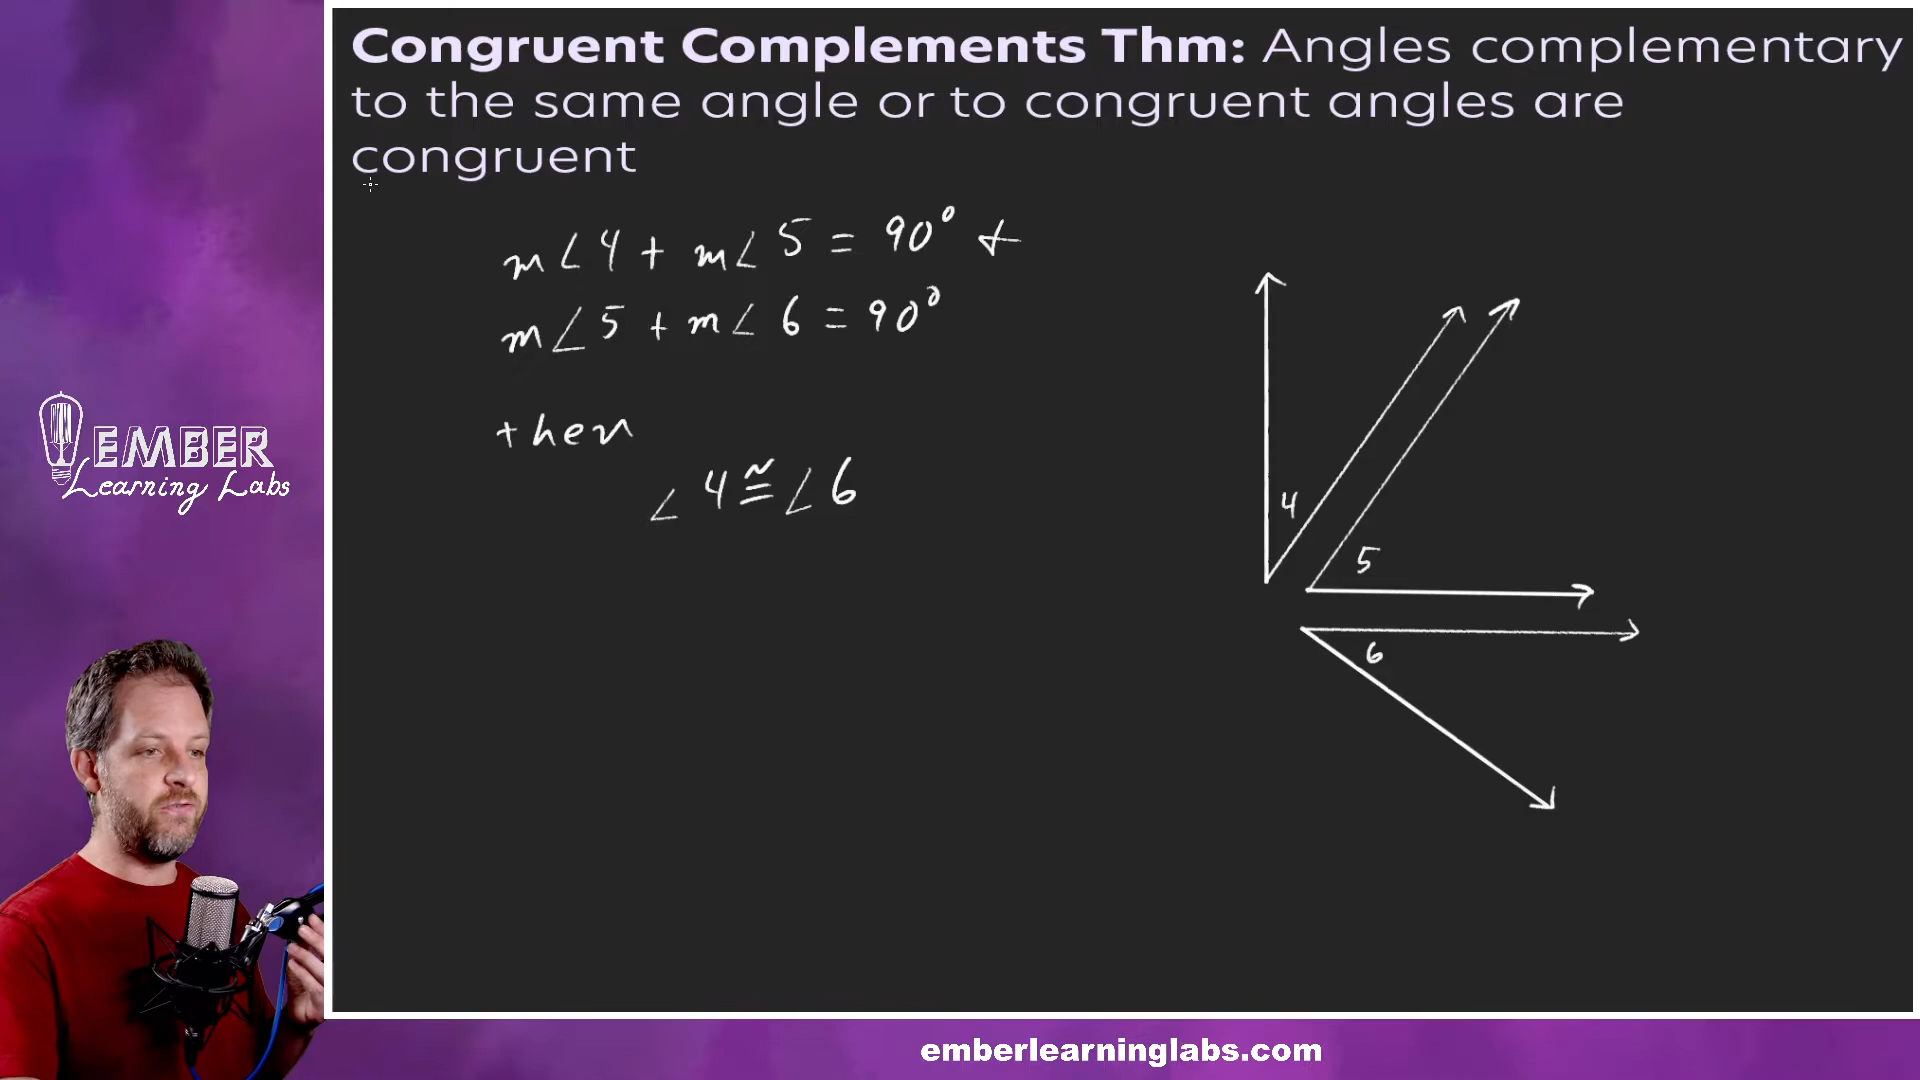 Congruent Complements Thm: Angles complementary
to the same angle or to congruent angles are
congruent
m∠4 + m∠5 = 90° +
m∠5 + m∠6 = 90°
then
∠4 ≅ ∠6
4
5
6
EMBER
Learning Labs
emberlearninglabs.com